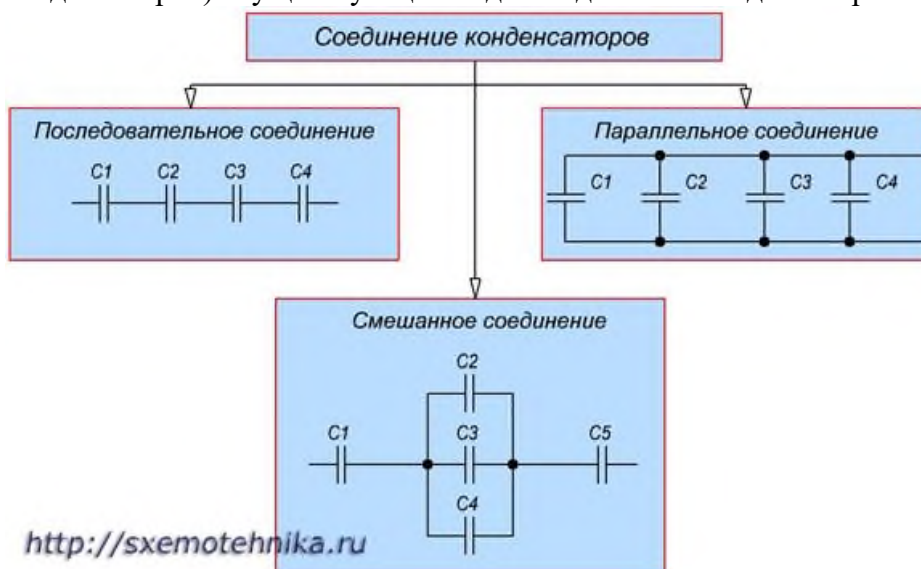 Соединение конденсаторов
Последовательное соединение
C1 C2 C3 C4
Параллельное соединение
C1 C2 C3 C4
Смешанное соединение
C2
C1 C3 C5
C4
http://sxemotehnika.ru